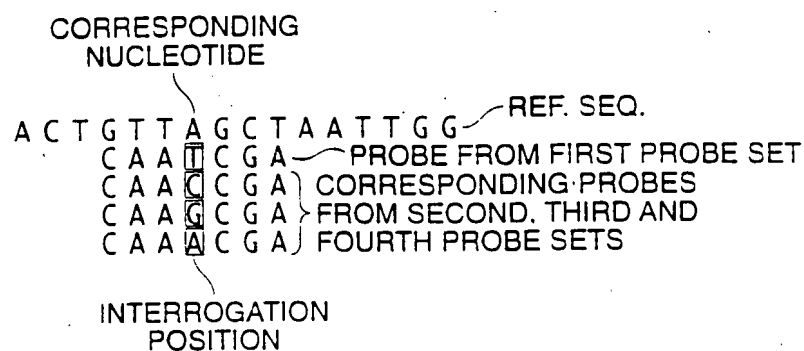 CORRESPONDING
NUCLEOTIDE
REF. SEQ.
A C T G T T A G C T A A T T G G
C A A T C G A PROBE FROM FIRST PROBE SET
C A A C C G A CORRESPONDING PROBES
C A A G C G A FROM SECOND. THIRD AND
C A A A C G A FOURTH PROBE SETS
INTERROGATION
POSITION